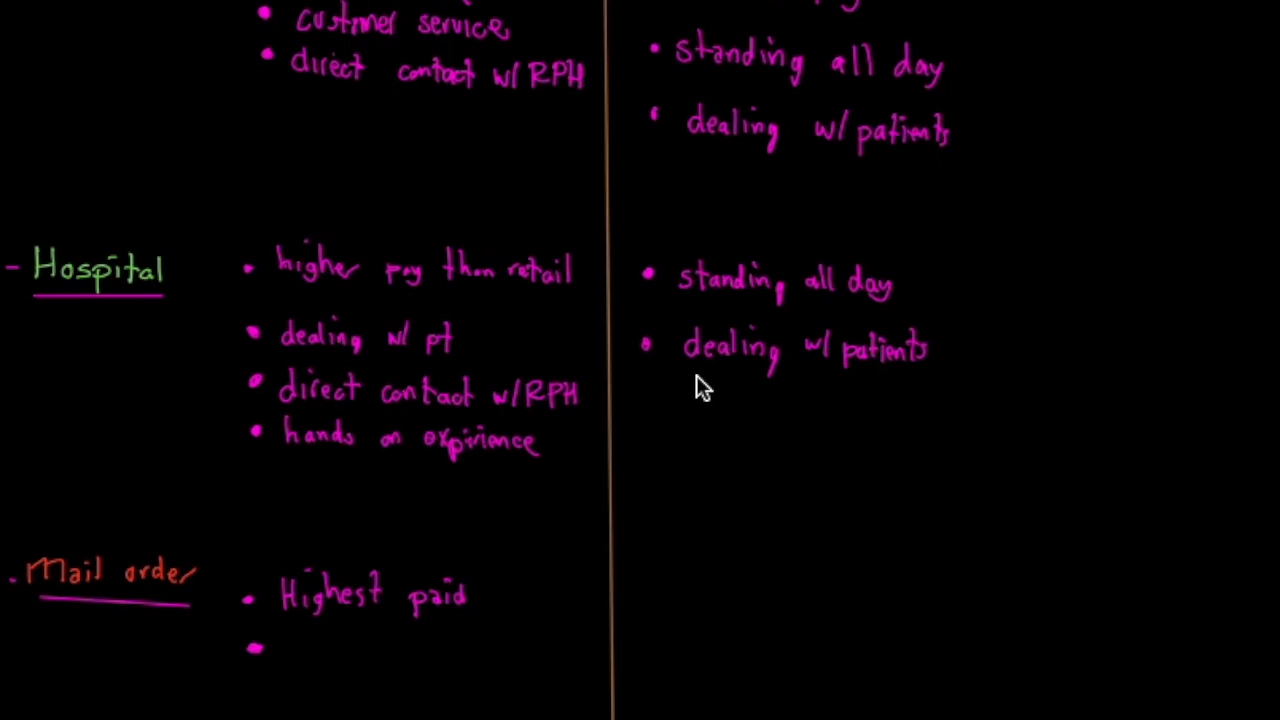 • customer service
• direct contact w/ RPH
• standing all day
• dealing w/ patients
- Hospital
• higher pay than retail
• dealing w/ pt
• direct contact w/RPH
• hands on expirience
• standing all day
• dealing w/ patients
- Mail order
• Highest paid
•